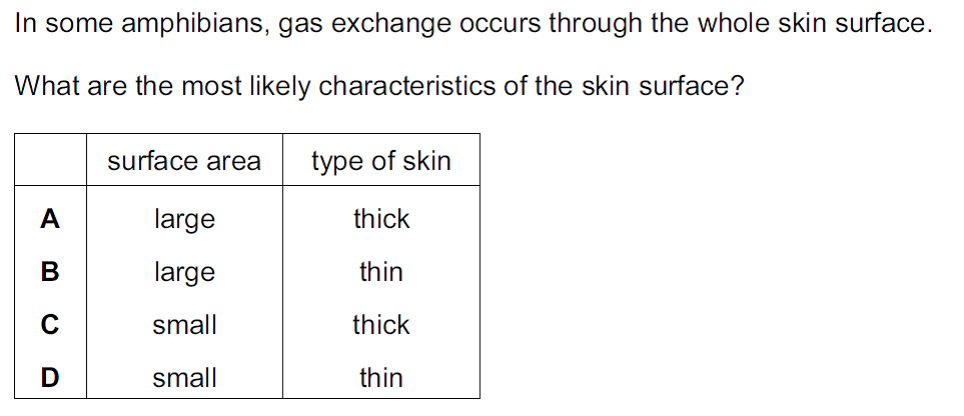 In some amphibians, gas exchange occurs through the whole skin surface.
What are the most likely characteristics of the skin surface?
surface area type of skin
A large thick
B large thin
C small thick
D small thin